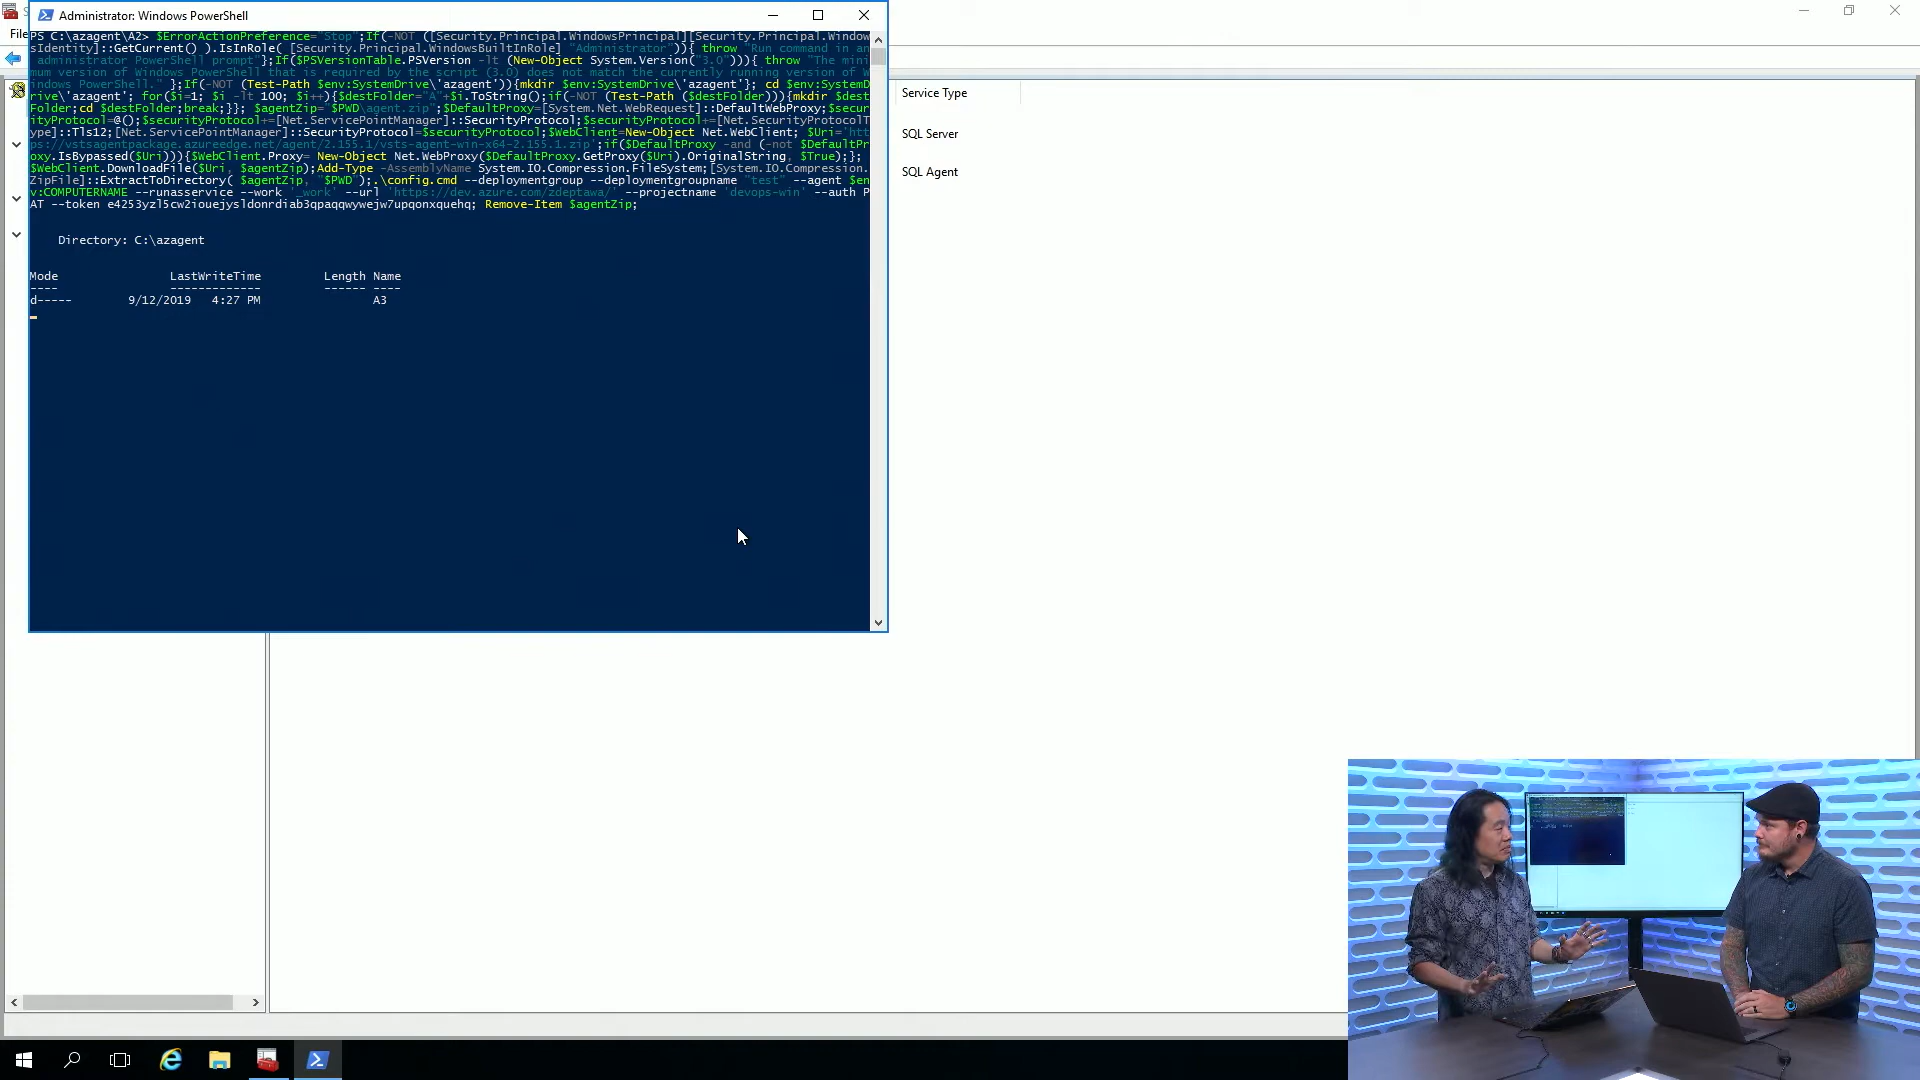 Administrator: Windows PowerShell
File
PS C:\azagent\A2> $ErrorActionPreference="Stop";If(-NOT ([Security.Principal.WindowsPrincipal][Security.Principal.Window
sIdentity]::GetCurrent() ).IsInRole( [Security.Principal.WindowsBuiltInRole] "Administrator")){ throw "Run command in an
administrator PowerShell prompt"};If($PSVersionTable.PSVersion -lt (New-Object System.Version("3.0"))){ throw "The mini
mum version of Windows PowerShell that is required by the script (3.0) does not match the currently running version of W
indows PowerShell." };If(-NOT (Test-Path $env:SystemDrive\'azagent')){mkdir $env:SystemDrive\'azagent'}; cd $env:SystemD
rive\'azagent'; for($i=1; $i -lt 100; $i++){$destFolder="A"+$i.ToString();if(-NOT (Test-Path ($destFolder))){mkdir $dest
Folder;cd $destFolder;break;}}; $agentZip="$PWD\agent.zip";$DefaultProxy=[System.Net.WebRequest]::DefaultWebProxy;$secur
ityProtocol=@();$securityProtocol+=[Net.ServicePointManager]::SecurityProtocol;$securityProtocol+=[Net.SecurityProtocolT
ype]::Tls12;[Net.ServicePointManager]::SecurityProtocol=$securityProtocol;$WebClient=New-Object Net.WebClient; $Uri='htt
ps://vstsagentpackage.azureedge.net/agent/2.155.1/vsts-agent-win-x64-2.155.1.zip';if($DefaultProxy -and (-not $DefaultPr
oxy.IsBypassed($Uri))){$WebClient.Proxy= New-Object Net.WebProxy($DefaultProxy.GetProxy($Uri).OriginalString, $True);};
$WebClient.DownloadFile($Uri, $agentZip);Add-Type -AssemblyName System.IO.Compression.FileSystem;[System.IO.Compression.
ZipFile]::ExtractToDirectory( $agentZip, "$PWD");.\config.cmd --deploymentgroup --deploymentgroupname "test" --agent $en
v:COMPUTERNAME --runasservice --work '_work' --url 'https://dev.azure.com/zdeptawa/' --projectname 'devops-win' --auth P
AT --token e4253yzl5cw2iouejysldonrdiab3qpaqqwywejw7upqonxquehq; Remove-Item $agentZip;
Directory: C:\azagent
Mode LastWriteTime Length Name
---- ------------- ------ ----
d----- 9/12/2019 4:27 PM A3
Service Type
SQL Server
SQL Agent